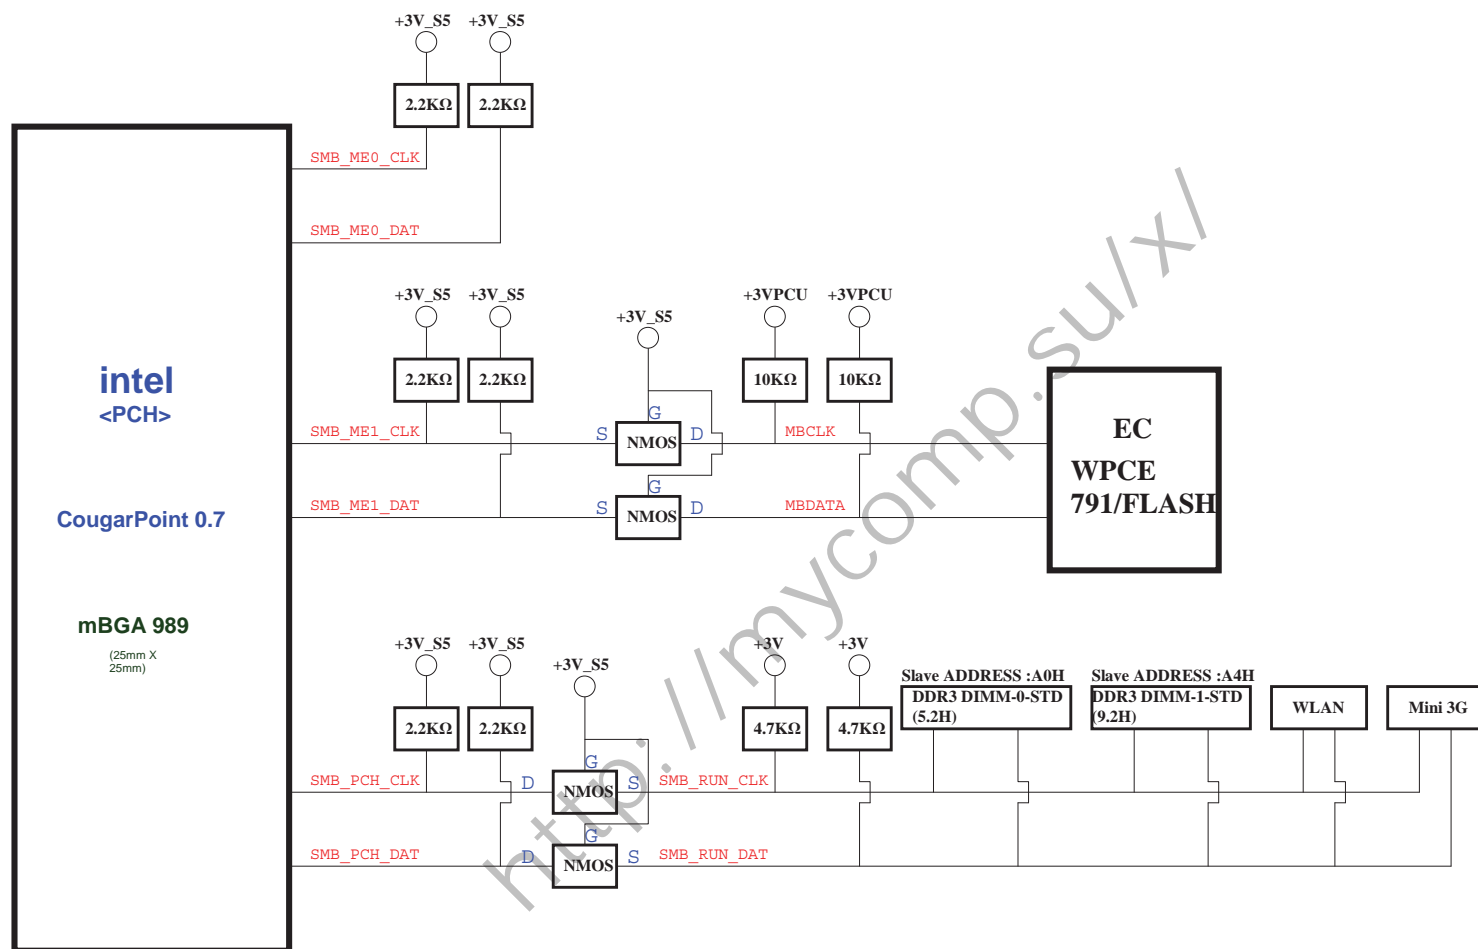 +3V_S5 +3V_S5
2.2KΩ 2.2KΩ
SMB_ME0_CLK
SMB_ME0_DAT
+3V_S5 +3V_S5 +3VPCU +3VPCU
+3V_S5
2.2KΩ 2.2KΩ 10KΩ 10KΩ
intel
<PCH>
G
SMB_ME1_CLK S NMOS D MBCLK
EC
WPCE
791/FLASH
G
SMB_ME1_DAT S NMOS D MBDATA
CougarPoint 0.7
mBGA 989
(25mm X
25mm)
+3V_S5 +3V_S5 +3V +3V
+3V_S5
Slave ADDRESS :A0H Slave ADDRESS :A4H
DDR3 DIMM-0-STD DDR3 DIMM-1-STD
(5.2H) (9.2H)
WLAN Mini 3G
2.2KΩ 2.2KΩ 4.7KΩ 4.7KΩ
G
SMB_PCH_CLK D NMOS S SMB_RUN_CLK
G
SMB_PCH_DAT D NMOS S SMB_RUN_DAT
http://mycomp.su/x/